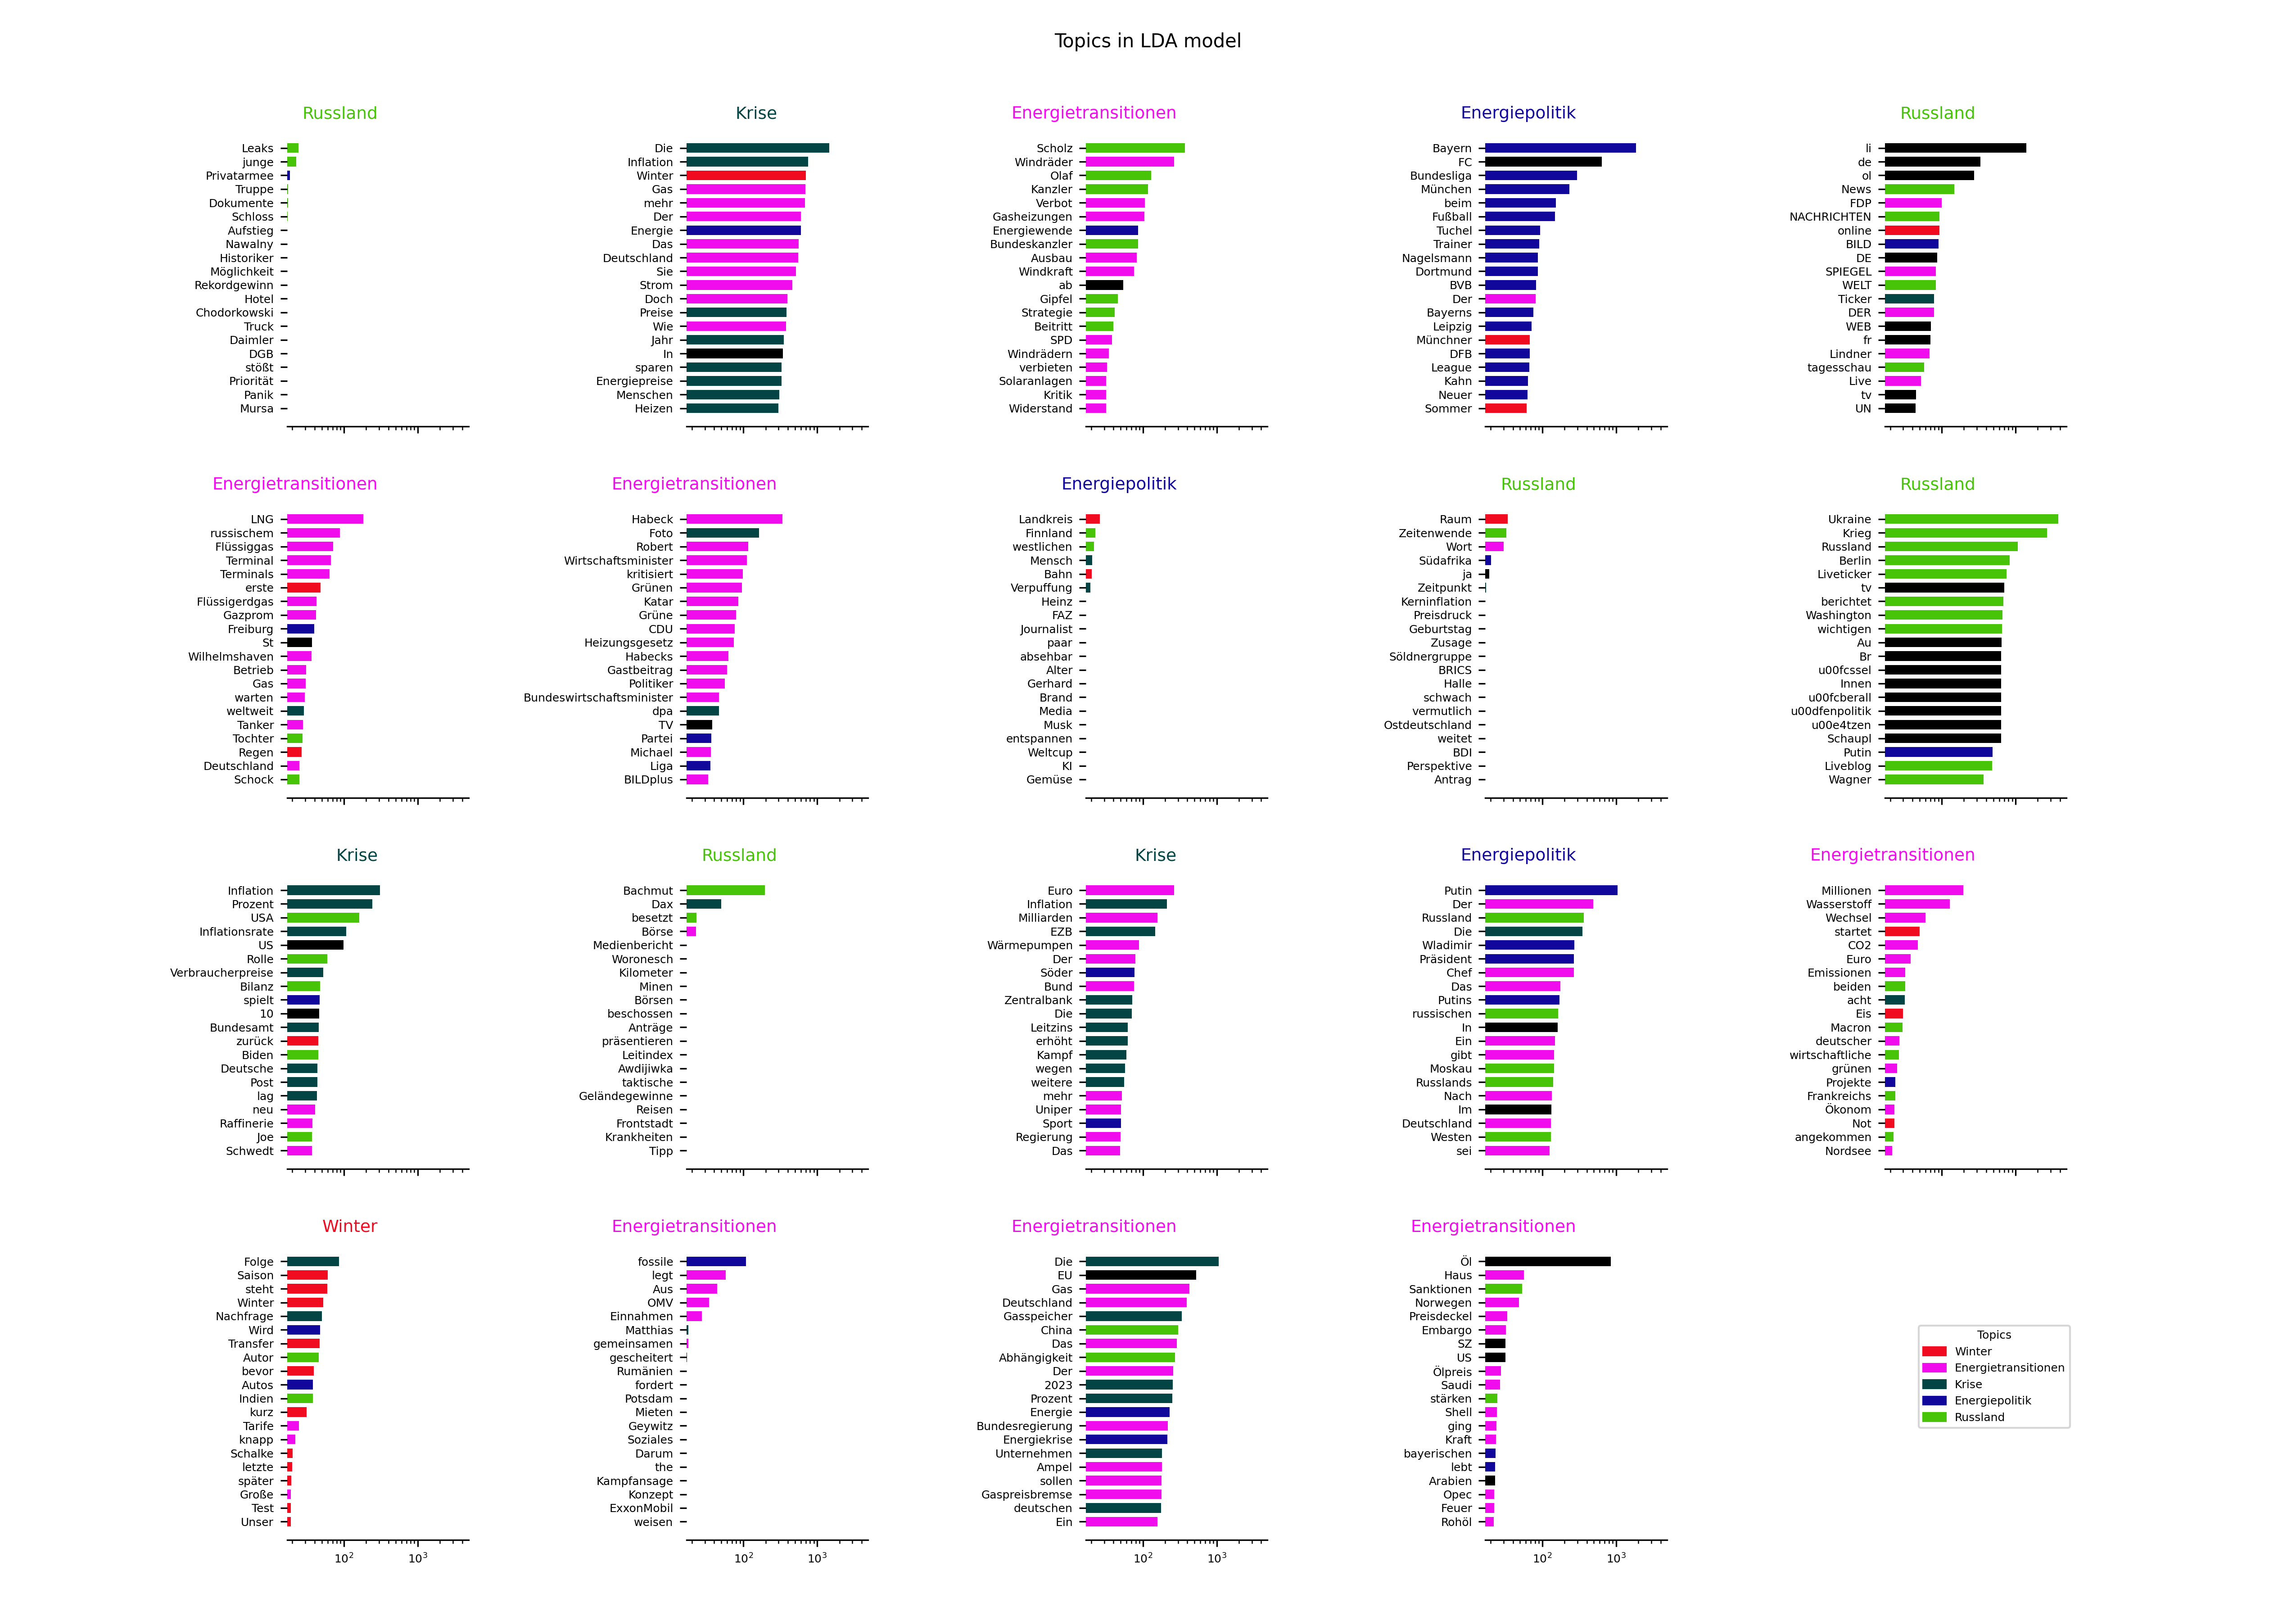 Topics in LDA model
Russland
Leaks
junge
Privatarmee
Truppe
Dokumente
Schloss
Aufstieg
Nawalny
Historiker
Möglichkeit
Rekordgewinn
Hotel
Chodorkowski
Truck
Daimler
DGB
stößt
Priorität
Panik
Mursa
Krise
Die
Inflation
Winter
Gas
mehr
Der
Energie
Das
Deutschland
Sie
Strom
Doch
Preise
Wie
Jahr
In
sparen
Energiepreise
Menschen
Heizen
Energietransitionen
Scholz
Windräder
Olaf
Kanzler
Verbot
Gasheizungen
Energiewende
Bundeskanzler
Ausbau
Windkraft
ab
Gipfel
Strategie
Beitritt
SPD
Windrädern
verbieten
Solaranlagen
Kritik
Widerstand
Energiepolitik
Bayern
FC
Bundesliga
München
beim
Fußball
Tuchel
Trainer
Nagelsmann
Dortmund
BVB
Der
Bayerns
Leipzig
Münchner
DFB
League
Kahn
Neuer
Sommer
Russland
li
de
ol
News
FDP
NACHRICHTEN
online
BILD
DE
SPIEGEL
WELT
Ticker
DER
WEB
fr
Lindner
tagesschau
Live
tv
UN
Energietransitionen
LNG
russischem
Flüssiggas
Terminal
Terminals
erste
Flüssigerdgas
Gazprom
Freiburg
St
Wilhelmshaven
Betrieb
Gas
warten
weltweit
Tanker
Tochter
Regen
Deutschland
Schock
Energietransitionen
Habeck
Foto
Robert
Wirtschaftsminister
kritisiert
Grünen
Katar
Grüne
CDU
Heizungsgesetz
Habecks
Gastbeitrag
Politiker
Bundeswirtschaftsminister
dpa
TV
Partei
Michael
Liga
BILDplus
Energiepolitik
Landkreis
Finnland
westlichen
Mensch
Bahn
Verpuffung
Heinz
FAZ
Journalist
paar
absehbar
Alter
Gerhard
Brand
Media
Musk
entspannen
Weltcup
KI
Gemüse
Russland
Raum
Zeitenwende
Wort
Südafrika
ja
Zeitpunkt
Kerninflation
Preisdruck
Geburtstag
Zusage
Söldnergruppe
BRICS
Halle
schwach
vermutlich
Ostdeutschland
weitet
BDI
Perspektive
Antrag
Russland
Ukraine
Krieg
Russland
Berlin
Liveticker
tv
berichtet
Washington
wichtigen
Au
Br
u00fcssel
Innen
u00fcberall
u00dfenpolitik
u00e4tzen
Schaupl
Putin
Liveblog
Wagner
Krise
Inflation
Prozent
USA
Inflationsrate
US
Rolle
Verbraucherpreise
Bilanz
spielt
10
Bundesamt
zurück
Biden
Deutsche
Post
lag
neu
Raffinerie
Joe
Schwedt
Russland
Bachmut
Dax
besetzt
Börse
Medienbericht
Woronesch
Kilometer
Minen
Börsen
beschossen
Anträge
präsentieren
Leitindex
Awdijiwka
taktische
Geländegewinne
Reisen
Frontstadt
Krankheiten
Tipp
Krise
Euro
Inflation
Milliarden
EZB
Wärmepumpen
Der
Söder
Bund
Zentralbank
Die
Leitzins
erhöht
Kampf
wegen
weitere
mehr
Uniper
Sport
Regierung
Das
Energiepolitik
Putin
Der
Russland
Die
Wladimir
Präsident
Chef
Das
Putins
russischen
In
Ein
gibt
Moskau
Russlands
Nach
Im
Deutschland
Westen
sei
Energietransitionen
Millionen
Wasserstoff
Wechsel
startet
CO2
Euro
Emissionen
beiden
acht
Eis
Macron
deutscher
wirtschaftliche
grünen
Projekte
Frankreichs
Ökonom
Not
angekommen
Nordsee
Winter
Folge
Saison
steht
Winter
Nachfrage
Wird
Transfer
Autor
bevor
Autos
Indien
kurz
Tarife
knapp
Schalke
letzte
später
Große
Test
Unser
10² 10³
Energietransitionen
fossile
legt
Aus
OMV
Einnahmen
Matthias
gemeinsamen
gescheitert
Rumänien
fordert
Potsdam
Mieten
Geywitz
Soziales
Darum
the
Kampfansage
Konzept
ExxonMobil
weisen
10² 10³
Energietransitionen
Die
EU
Gas
Deutschland
Gasspeicher
China
Das
Abhängigkeit
Der
2023
Prozent
Energie
Bundesregierung
Energiekrise
Unternehmen
Ampel
sollen
Gaspreisbremse
deutschen
Ein
10² 10³
Energietransitionen
Öl
Haus
Sanktionen
Norwegen
Preisdeckel
Embargo
SZ
US
Ölpreis
Saudi
stärken
Shell
ging
Kraft
bayerischen
lebt
Arabien
Opec
Feuer
Rohöl
10² 10³
Topics
Winter
Energietransitionen
Krise
Energiepolitik
Russland